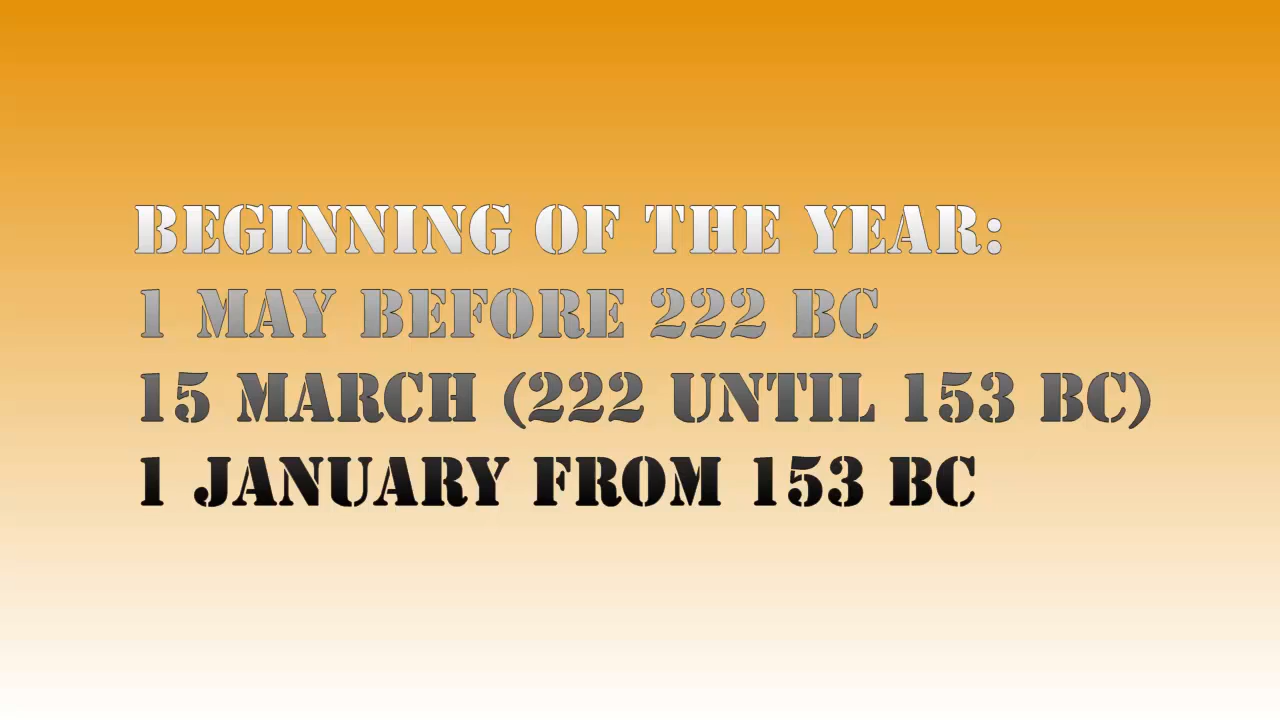 BEGINNING OF THE YEAR:
1 MAY BEFORE 222 BC
15 MARCH (222 UNTIL 153 BC)
1 JANUARY FROM 153 BC